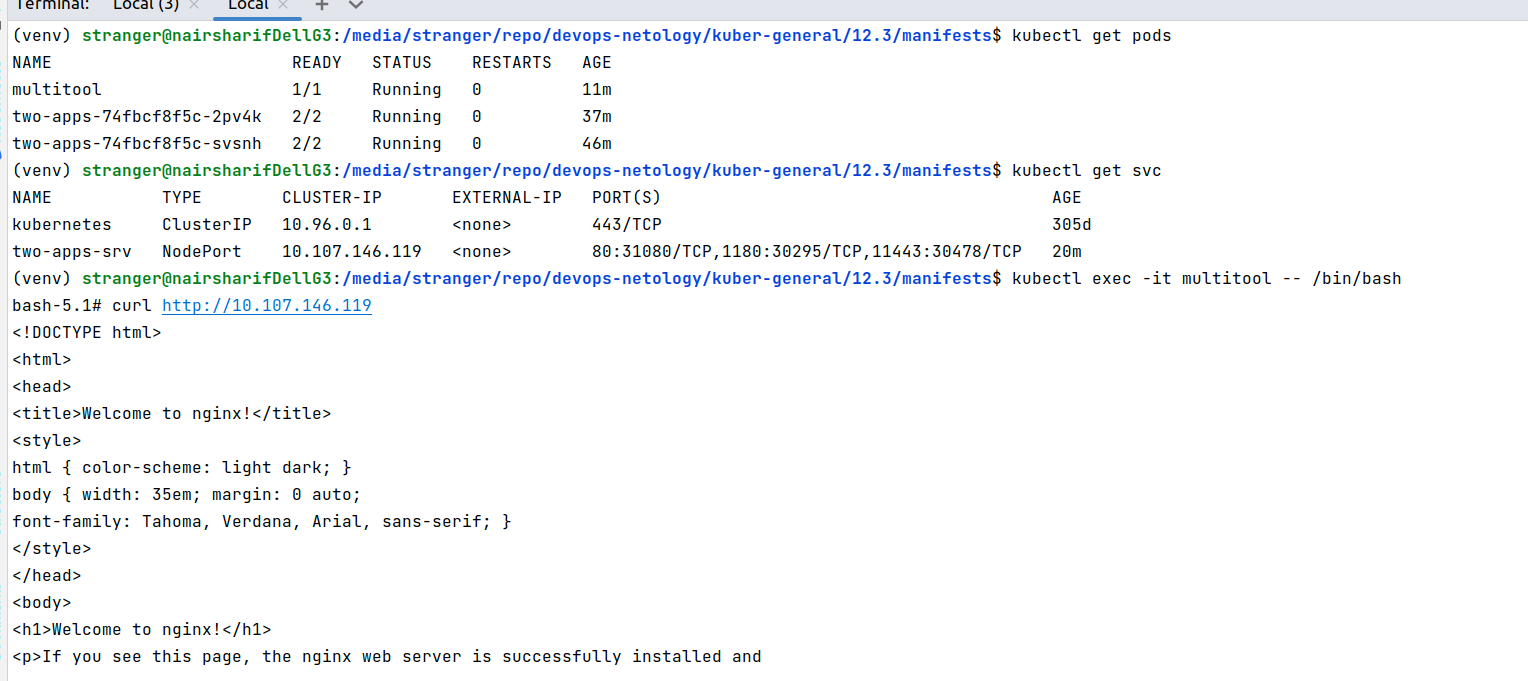 Terminal: Local (3) × Local × +
(venv) stranger@nairsharifDellG3:/media/stranger/repo/devops-netology/kuber-general/12.3/manifests$ kubectl get pods
NAME READY STATUS RESTARTS AGE
multitool 1/1 Running 0 11m
two-apps-74fbcf8f5c-2pv4k 2/2 Running 0 37m
two-apps-74fbcf8f5c-svsnh 2/2 Running 0 46m
(venv) stranger@nairsharifDellG3:/media/stranger/repo/devops-netology/kuber-general/12.3/manifests$ kubectl get svc
NAME TYPE CLUSTER-IP EXTERNAL-IP PORT(S) AGE
kubernetes ClusterIP 10.96.0.1 <none> 443/TCP 305d
two-apps-srv NodePort 10.107.146.119 <none> 80:31080/TCP,1180:30295/TCP,11443:30478/TCP 20m
(venv) stranger@nairsharifDellG3:/media/stranger/repo/devops-netology/kuber-general/12.3/manifests$ kubectl exec -it multitool -- /bin/bash
bash-5.1# curl http://10.107.146.119
<!DOCTYPE html>
<html>
<head>
<title>Welcome to nginx!</title>
<style>
html { color-scheme: light dark; }
body { width: 35em; margin: 0 auto;
font-family: Tahoma, Verdana, Arial, sans-serif; }
</style>
</head>
<body>
<h1>Welcome to nginx!</h1>
<p>If you see this page, the nginx web server is successfully installed and